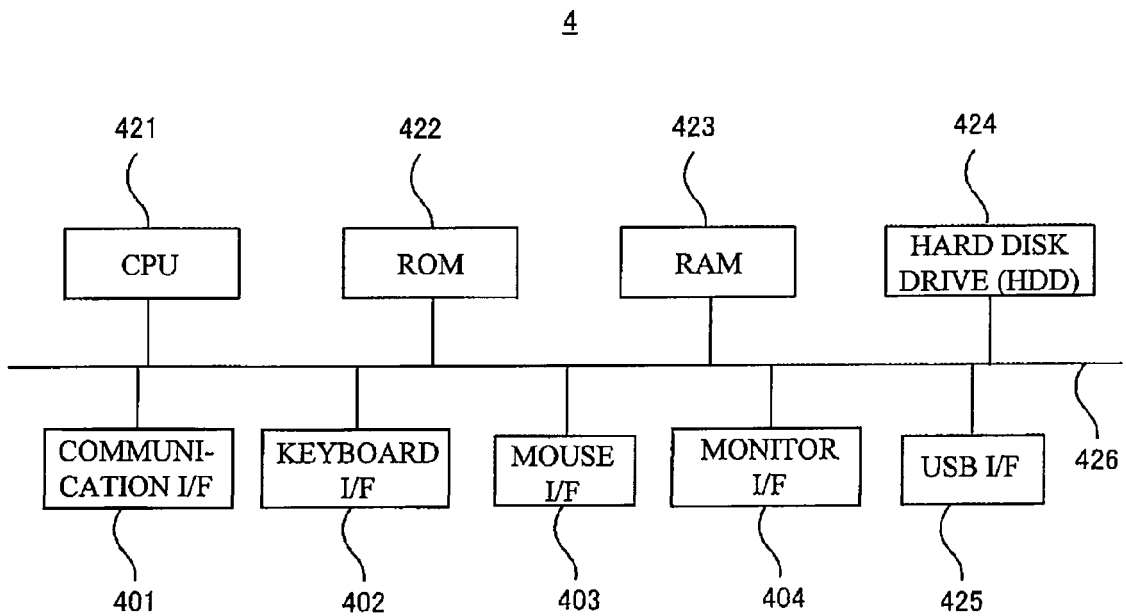 4
421
422
423
424
CPU
ROM
RAM
HARD DISK
DRIVE (HDD)
COMMUNI-
CATION I/F
KEYBOARD
I/F
MOUSE
I/F
MONITOR
I/F
USB I/F
426
401
402
403
404
425